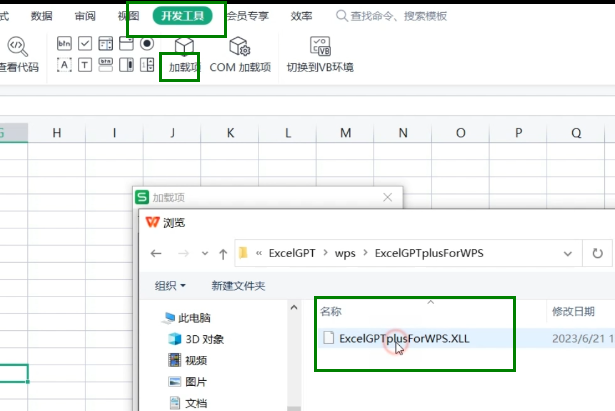 式 数据 审阅 视图 开发工具 会员专享 效率 查找命令、搜索模板
查看代码 加载项 COM 加载项 切换到VB环境
G H I J K L M N O P Q
加载项
浏览
« ExcelGPT › wps › ExcelGPTplusForWPS
组织 新建文件夹
名称 修改日期
此电脑
ExcelGPTplusForWPS.XLL 2023/6/21 1
3D 对象
视频
图片
文档